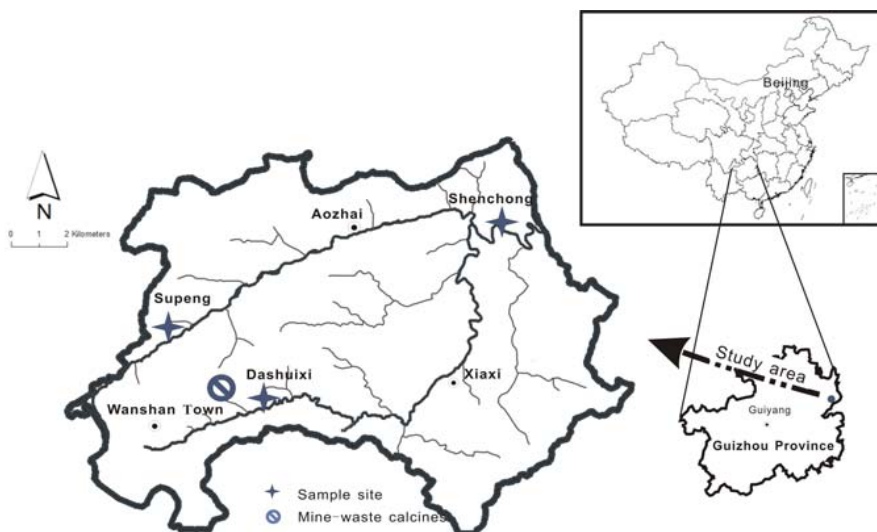 Beijing
N
0 1 2 Kilometers
Aozhai
Shenchong
Supeng
Dashuixi
Xiaxi
Wanshan Town
Sample site
Mine-waste calcines
Study area
Guiyang
Guizhou Province